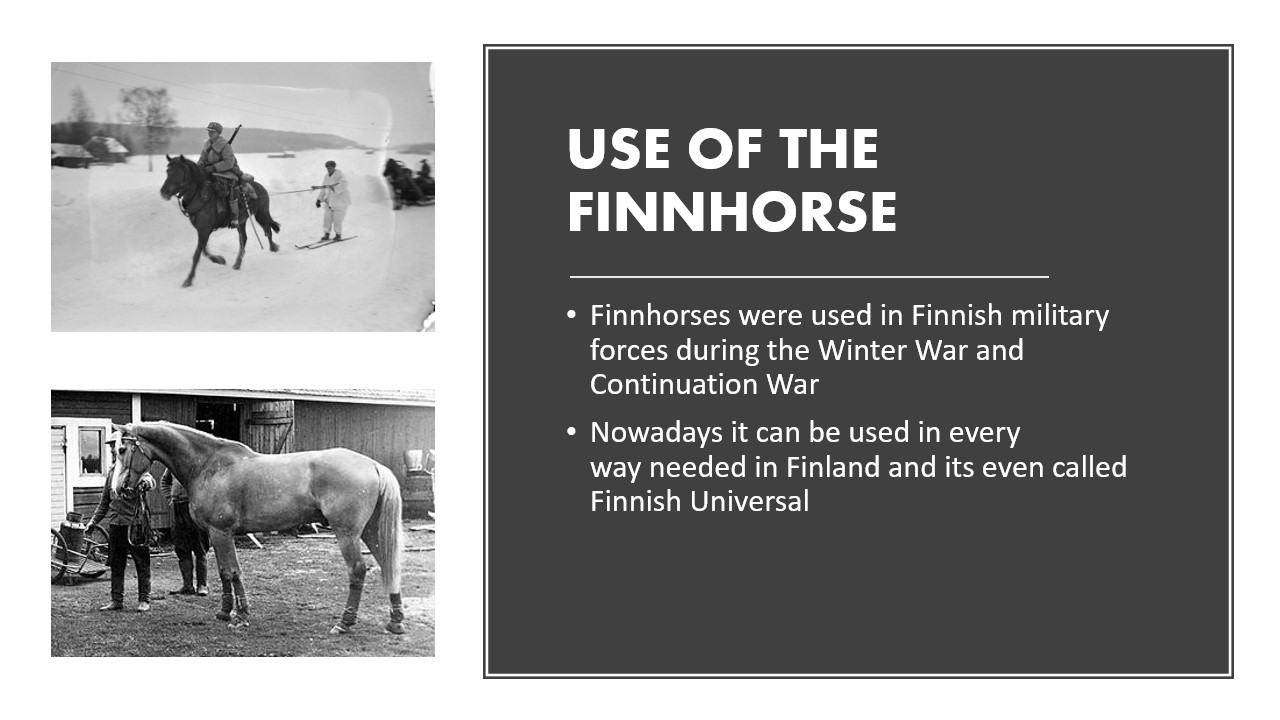 USE OF THE
FINNHORSE
• Finnhorses were used in Finnish military
forces during the Winter War and
Continuation War
• Nowadays it can be used in every
way needed in Finland and its even called
Finnish Universal